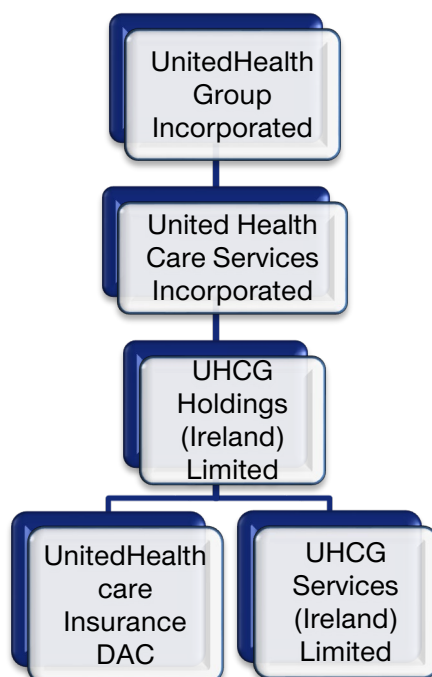 UnitedHealth
Group
Incorporated
United Health
Care Services
Incorporated
UHCG
Holdings
(Ireland)
Limited
UnitedHealth
care
Insurance
DAC
UHCG
Services
(Ireland)
Limited